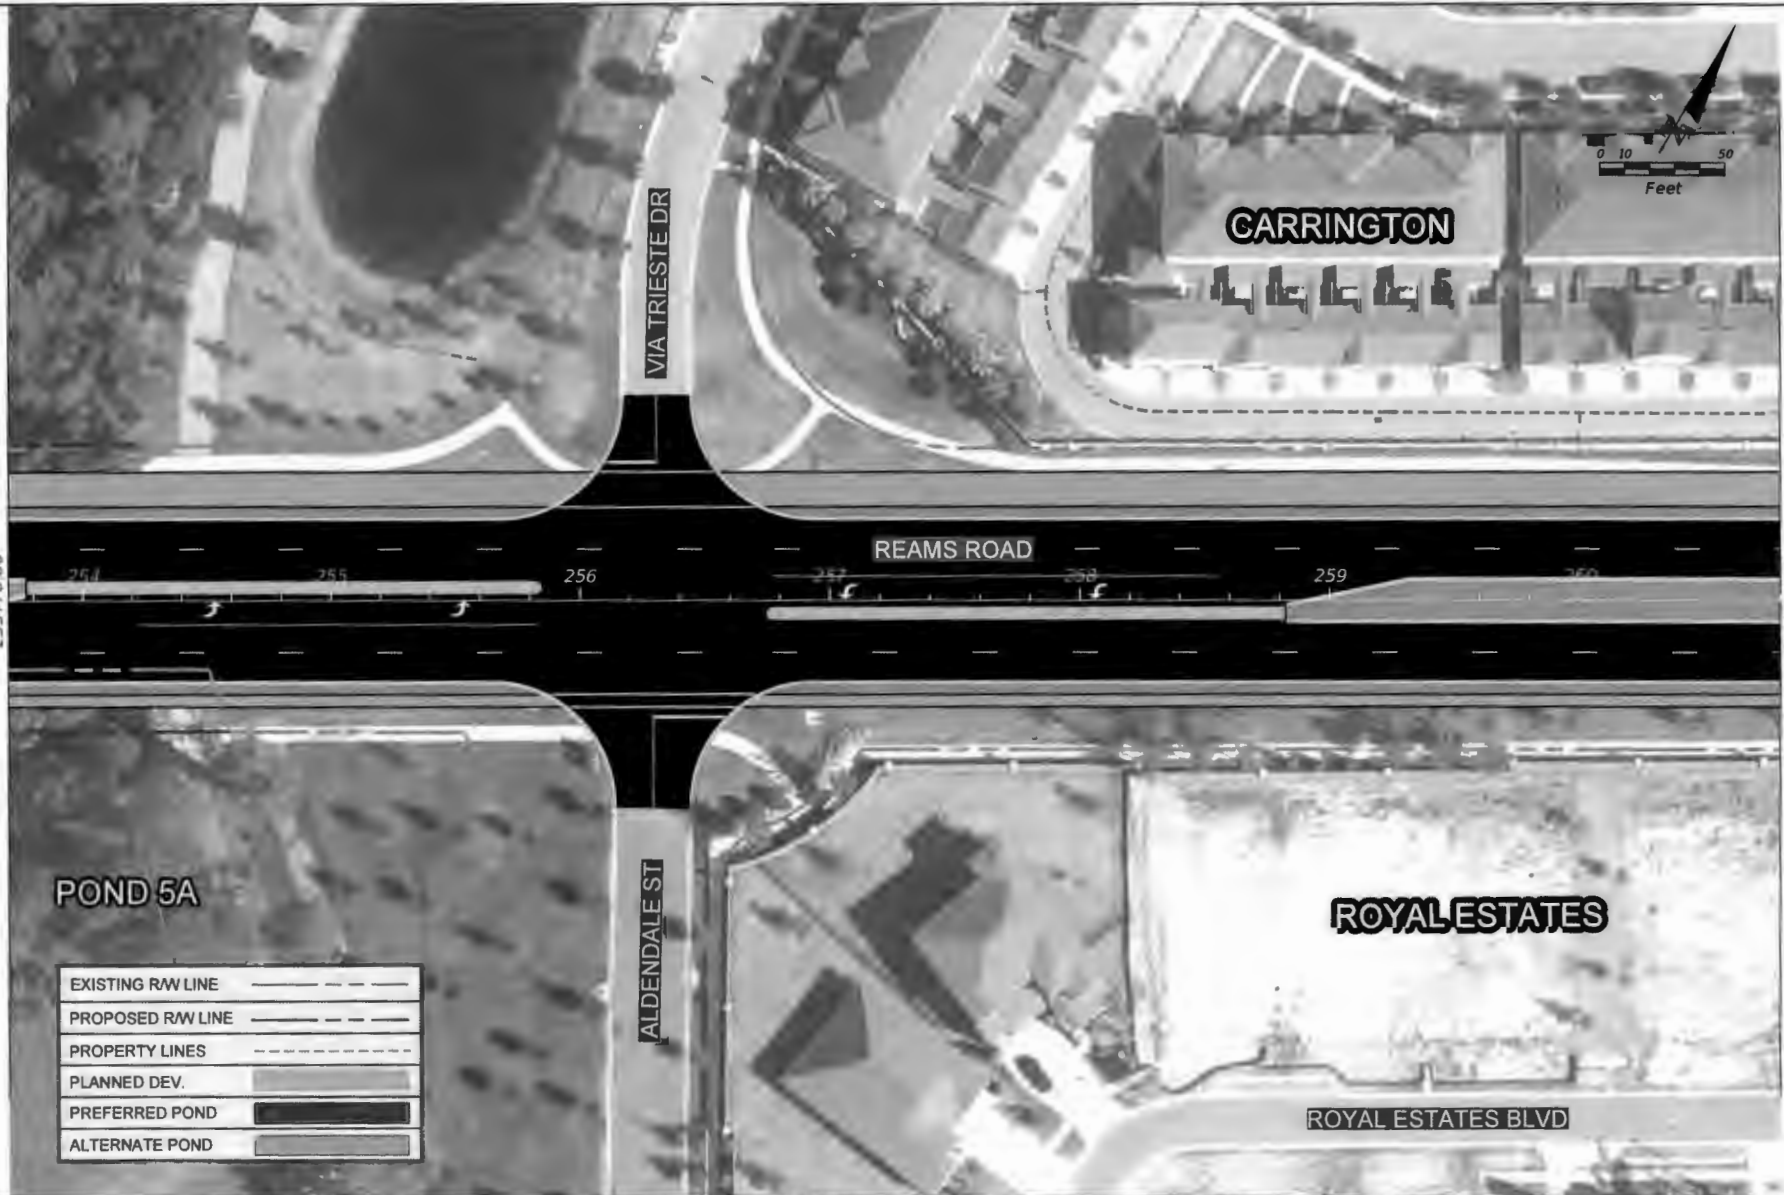 0 10 50
Feet
CARRINGTON
VIA TRIESTE DR
REAMS ROAD
254 255 256 257 258 259 260
POND 5A
ALDENDALE ST
ROYAL ESTATES
EXISTING R/W LINE
PROPOSED R/W LINE
PROPERTY LINES
PLANNED DEV.
PREFERRED POND
ALTERNATE POND
ROYAL ESTATES BLVD